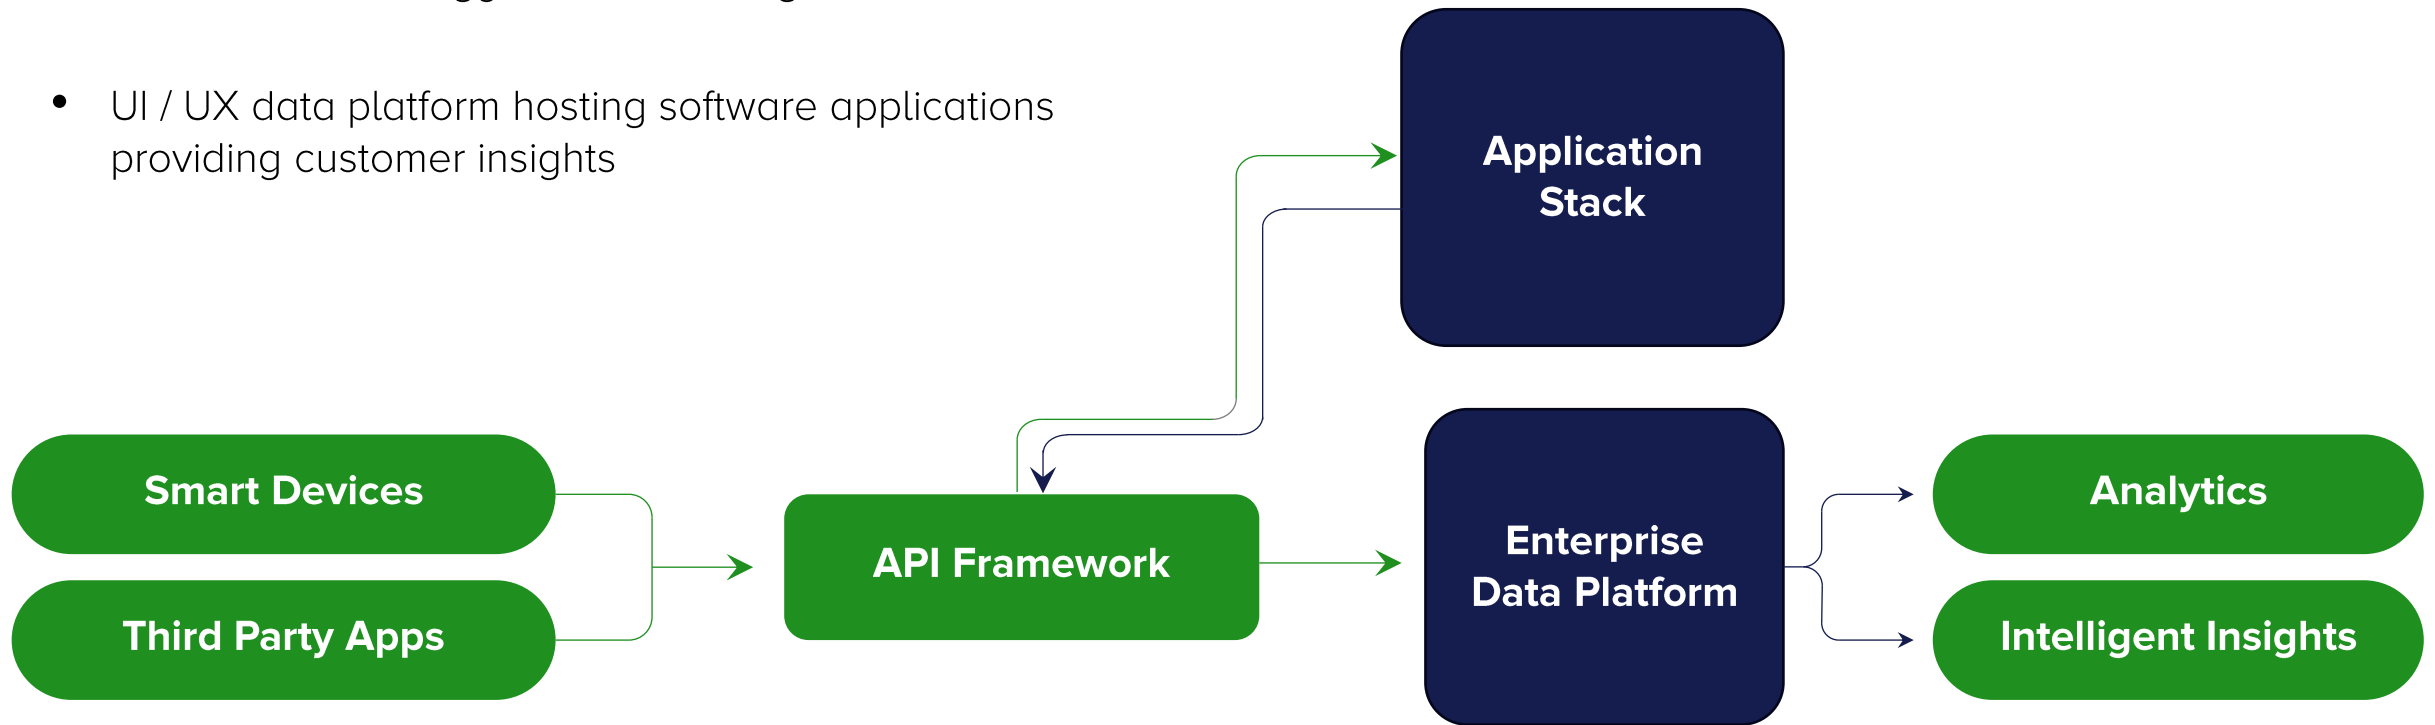 UI / UX data platform hosting software applications
providing customer insights
Application
Stack
Smart Devices
Third Party Apps
API Framework
Enterprise
Data Platform
Analytics
Intelligent Insights